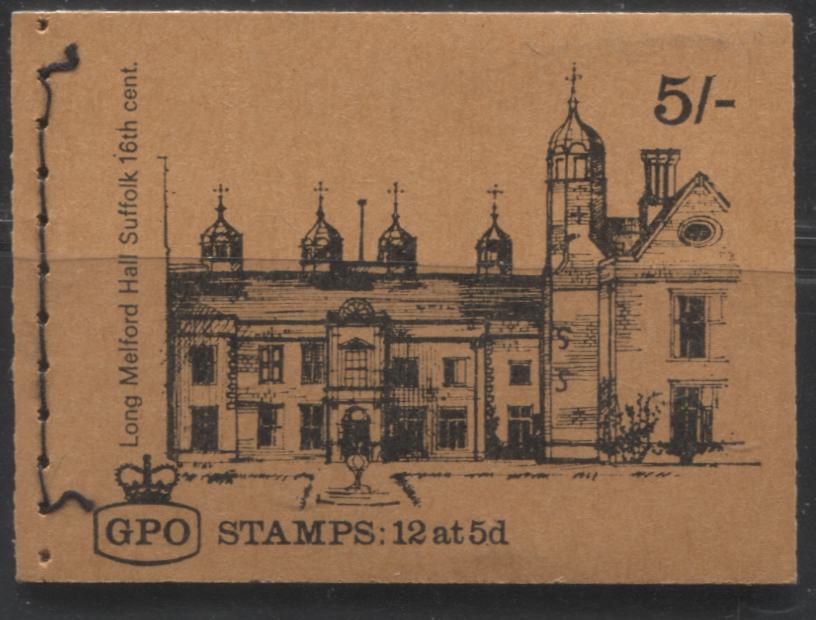 5/-
Long Melford Hall Suffolk 16th cent.
GPO STAMPS: 12 at 5d